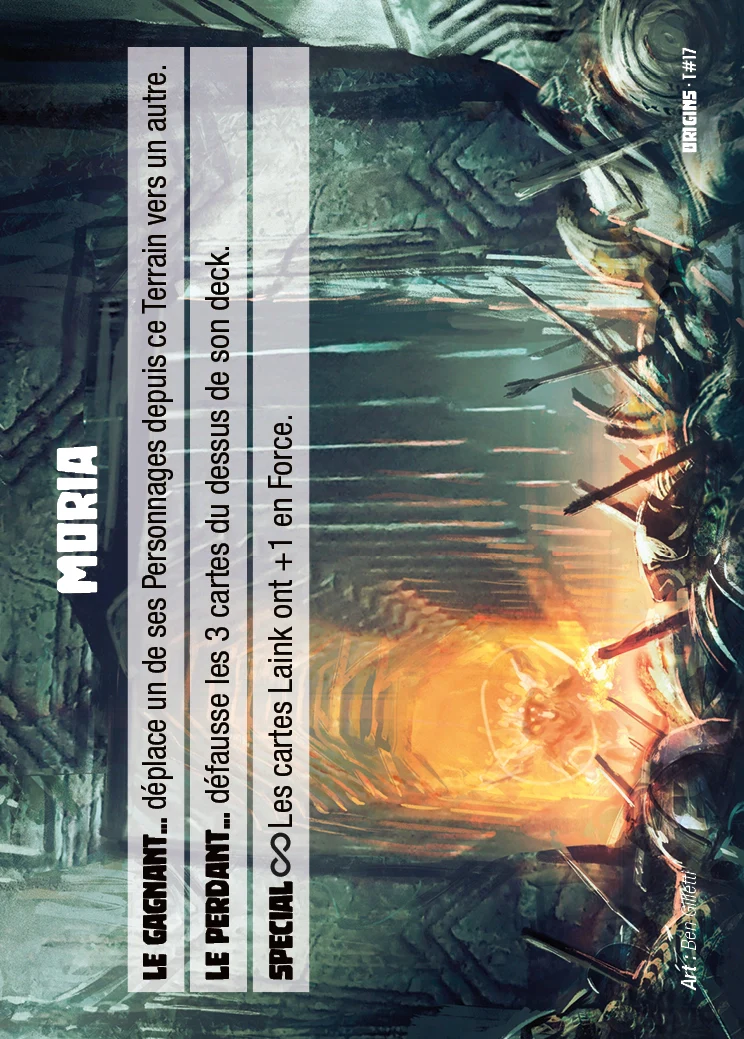 MORIA
LE GAGNANT... déplace un de ses Personnages depuis ce Terrain vers un autre.
LE PERDANT... défausse les 3 cartes du dessus de son deck.
SPECIAL ∞ Les cartes Laink ont +1 en Force.
Art : Ben
ORIGINS · T#17